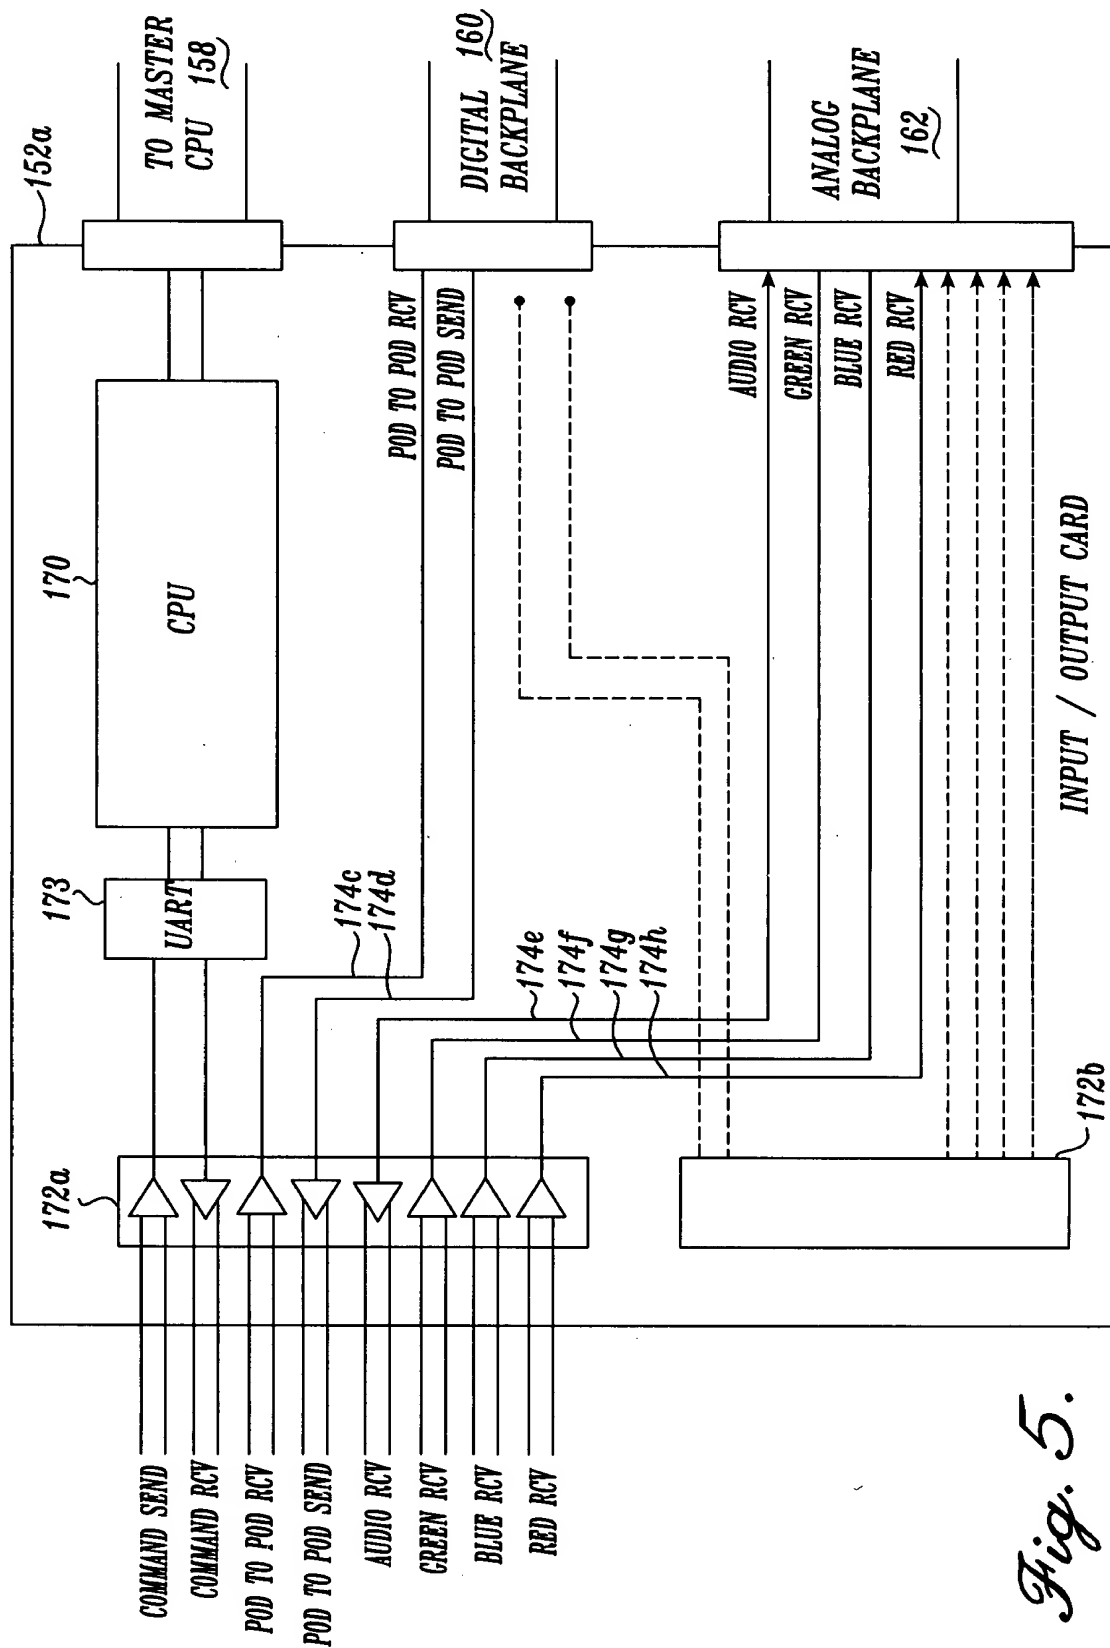 152a
TO MASTER
CPU 158
170
CPU
173
UART
172a
COMMAND SEND
COMMAND RCV
POD TO POD RCV
POD TO POD SEND
AUDIO RCV
GREEN RCV
BLUE RCV
RED RCV
174c
174d
174e
174f
174g
174h
POD TO POD RCV
POD TO POD SEND
DIGITAL 160
BACKPLANE
AUDIO RCV
GREEN RCV
BLUE RCV
RED RCV
ANALOG
BACKPLANE
162
172b
INPUT / OUTPUT CARD
Fig. 5.